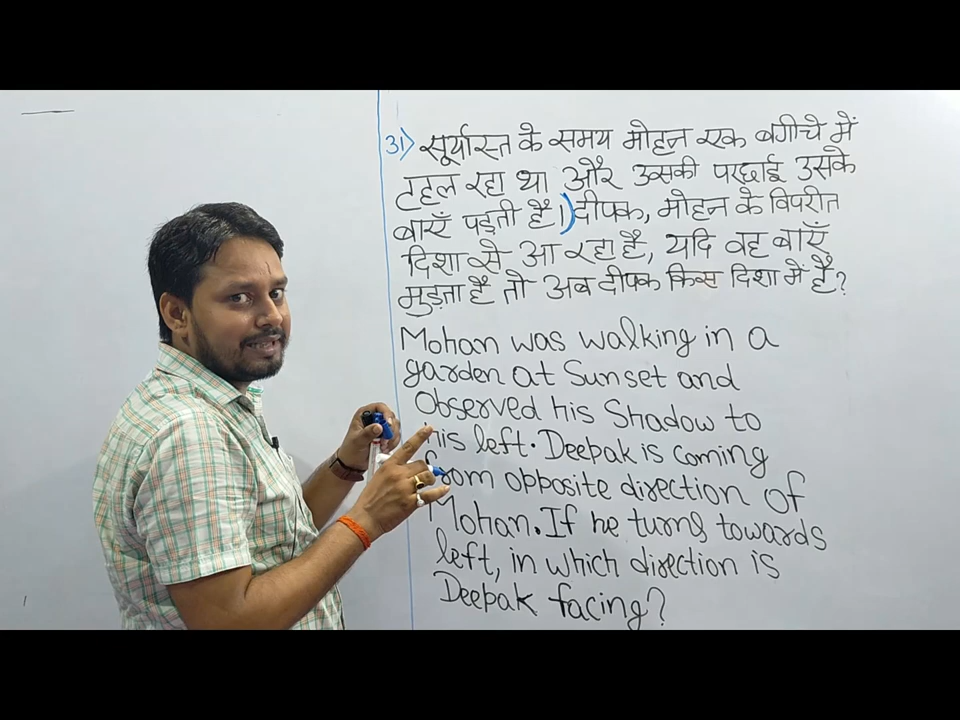 31) सूर्यास्त के समय मोहन एक बगीचे में
टहल रहा था और उसकी परछाई उसके
बाएँ पड़ती है।) दीपक, मोहन के विपरीत
दिशा से आ रहा है, यदि वह बाएँ
मुड़ता है तो अब दीपक किस दिशा में है?
Mohan was walking in a
garden at Sunset and
Observed his Shadow to
his left. Deepak is coming
from opposite direction of
Mohan. If he turns towards
left, in which direction is
Deepak facing?